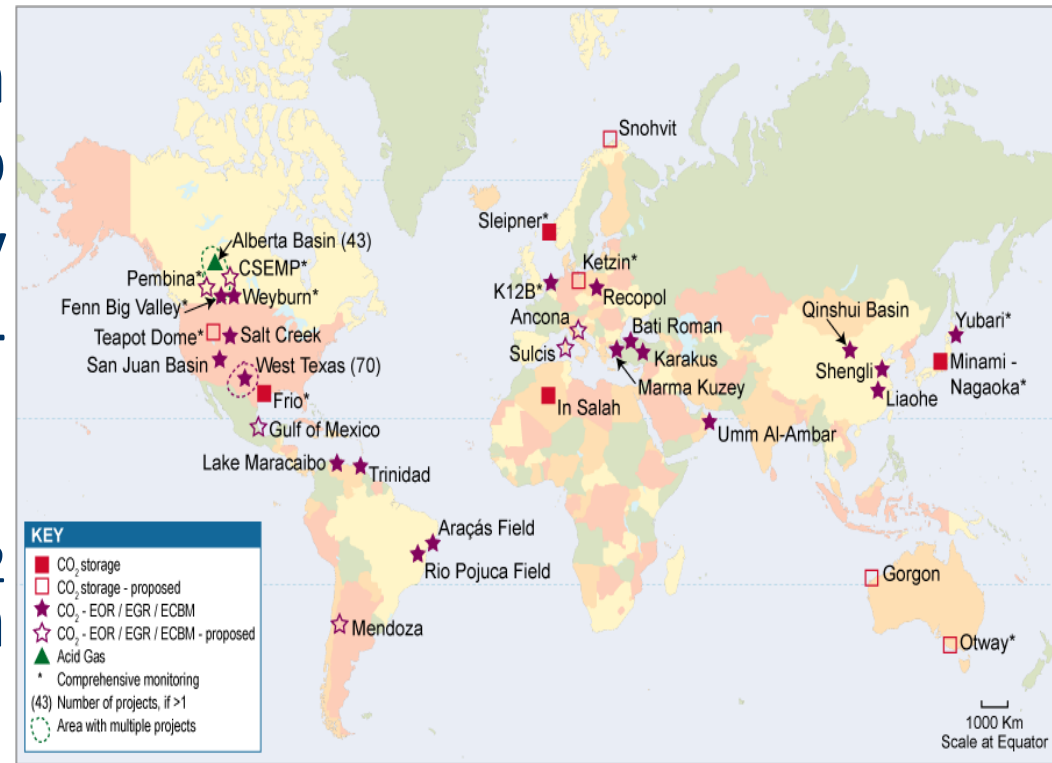 Snohvit
Sleipner*
Alberta Basin (43)
Ketzin*
CSEMP*
Pembina*
K12B*
Recopol
Weyburn*
Fenn Big Valley*
Qinshui Basin
Ancona
Bati Roman
Yubari*
Teapot Dome*
Salt Creek
Sulcis
Karakus
San Juan Basin
West Texas (70)
Shengli
Minami -
Nagaoka*
Marma Kuzey
Liaohe
Frio*
In Salah
Gulf of Mexico
Umm Al-Ambar
Lake Maracaibo
Trinidad
Araçás Field
Rio Pojuca Field
Gorgon
Mendoza
Otway*
KEY
CO₂ storage
CO₂ storage - proposed
CO₂ - EOR / EGR / ECBM
CO₂ - EOR / EGR / ECBM - proposed
Acid Gas
* Comprehensive monitoring
(43) Number of projects, if >1
Area with multiple projects
1000 Km
Scale at Equator